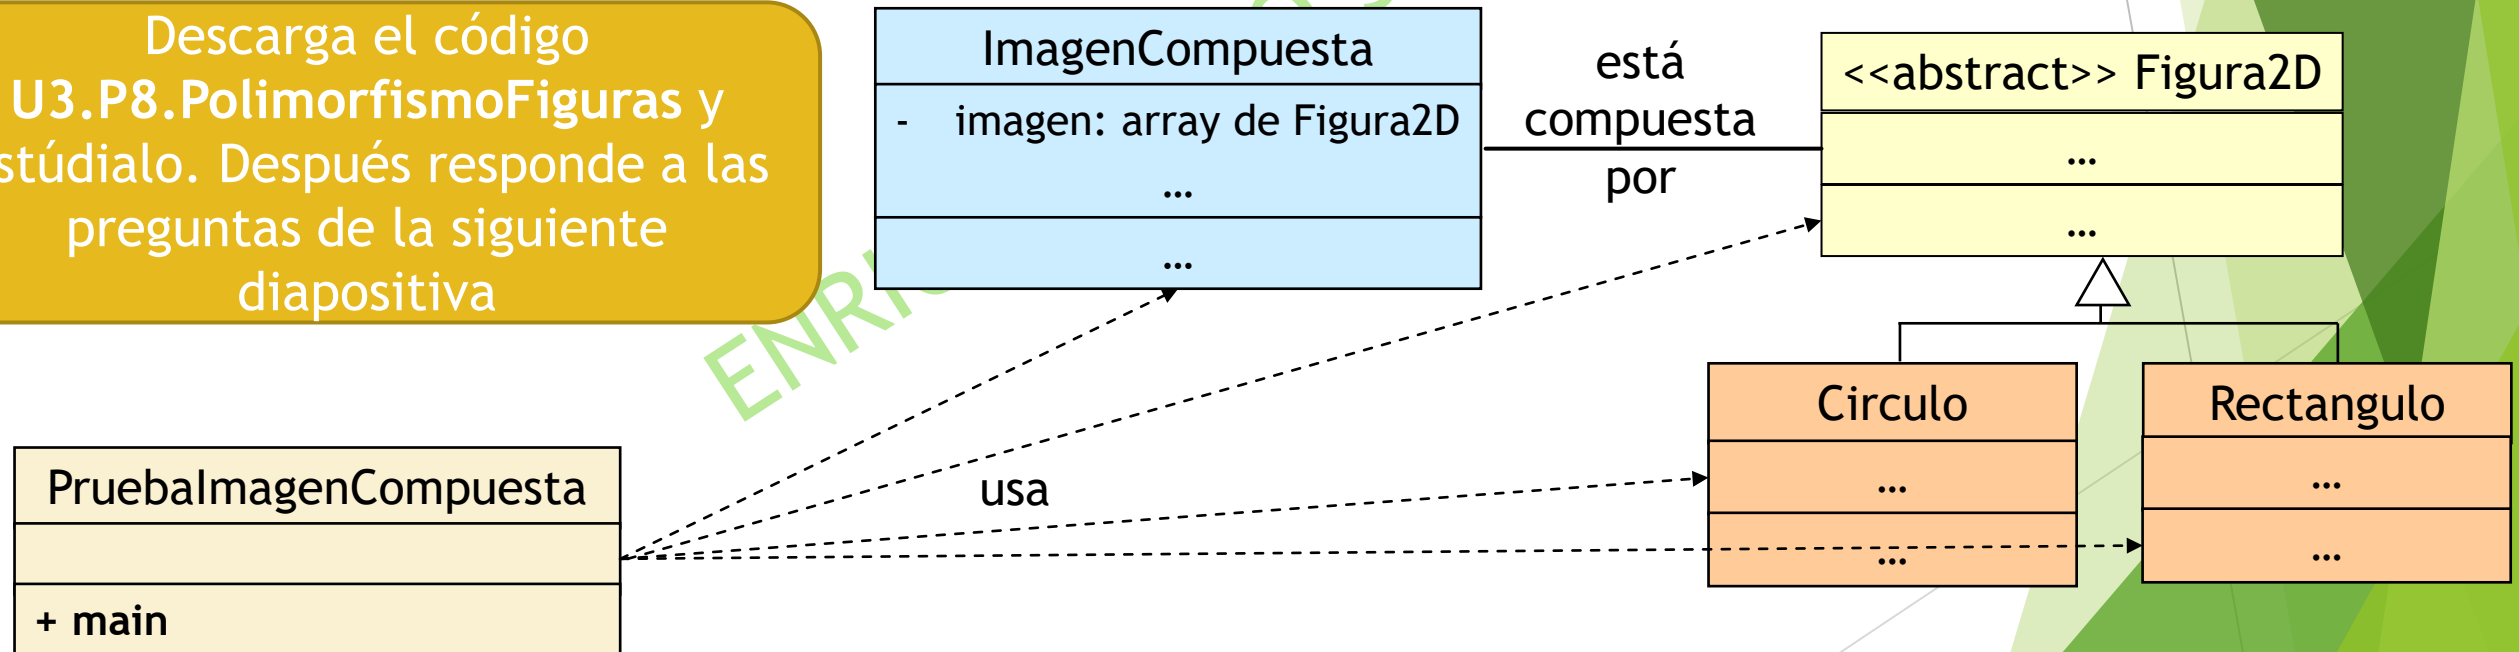 Descarga el código
U3.P8.PolimorfismoFiguras y
stúdialo. Después responde a las
preguntas de la siguiente
diapositiva
ImagenCompuesta
- imagen: array de Figura2D
…
…
está
compuesta
por
<<abstract>> Figura2D
…
…
Circulo
…
…
Rectangulo
…
…
usa
PruebaImagenCompuesta
+ main